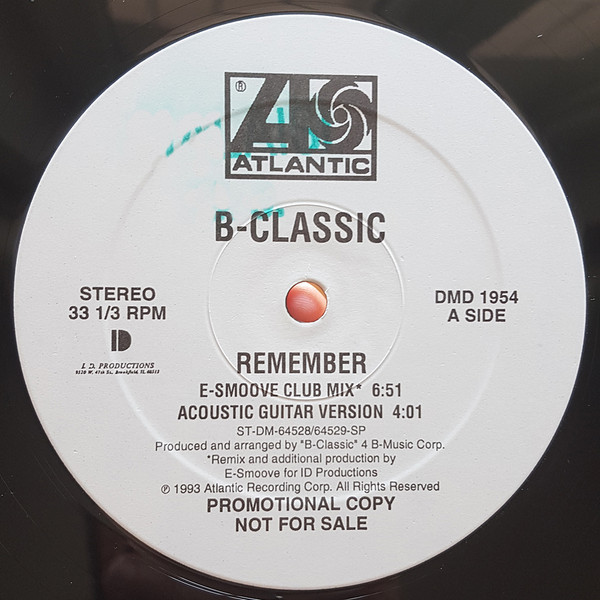 ®
ATLANTIC
B-CLASSIC
STEREO
33 1/3 RPM
DMD 1954
A SIDE
I. D. PRODUCTIONS
REMEMBER
E-SMOOVE CLUB MIX* 6:51
ACOUSTIC GUITAR VERSION 4:01
ST-DM-64528/64529-SP
Produced and arranged by "B-Classic" 4 B-Music Corp.
*Remix and additional production by
E-Smoove for ID Productions
℗ 1993 Atlantic Recording Corp. All Rights Reserved
PROMOTIONAL COPY
NOT FOR SALE